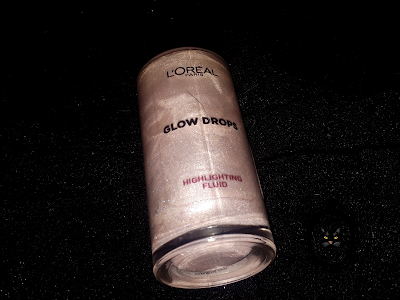 L'ORÉAL
PARIS
GLOW DROPS
HIGHLIGHTING
FLUID